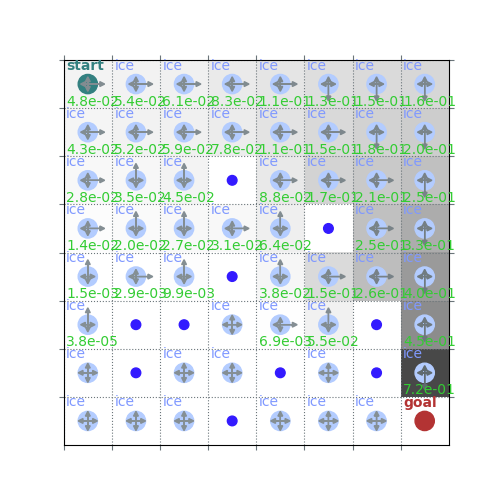 start ice ice ice ice ice ice ice
4.8e-02 5.4e-02 6.1e-02 8.3e-02 1.1e-01 1.3e-01 1.5e-01 1.6e-01
ice ice ice ice ice ice ice ice
4.3e-02 5.2e-02 5.9e-02 7.8e-02 1.1e-01 1.5e-01 1.8e-01 2.0e-01
ice ice ice ice ice ice ice
2.8e-02 3.5e-02 4.5e-02 8.8e-02 1.7e-01 2.1e-01 2.5e-01
ice ice ice ice ice ice ice
1.4e-02 2.0e-02 2.7e-02 3.1e-02 6.4e-02 2.5e-01 3.3e-01
ice ice ice ice ice ice ice
1.5e-03 2.9e-03 9.9e-03 3.8e-02 1.5e-01 2.6e-01 4.0e-01
ice ice ice ice ice
3.8e-05 6.9e-03 5.5e-02
ice ice ice ice ice
7.2e-01
ice ice ice ice ice ice goal